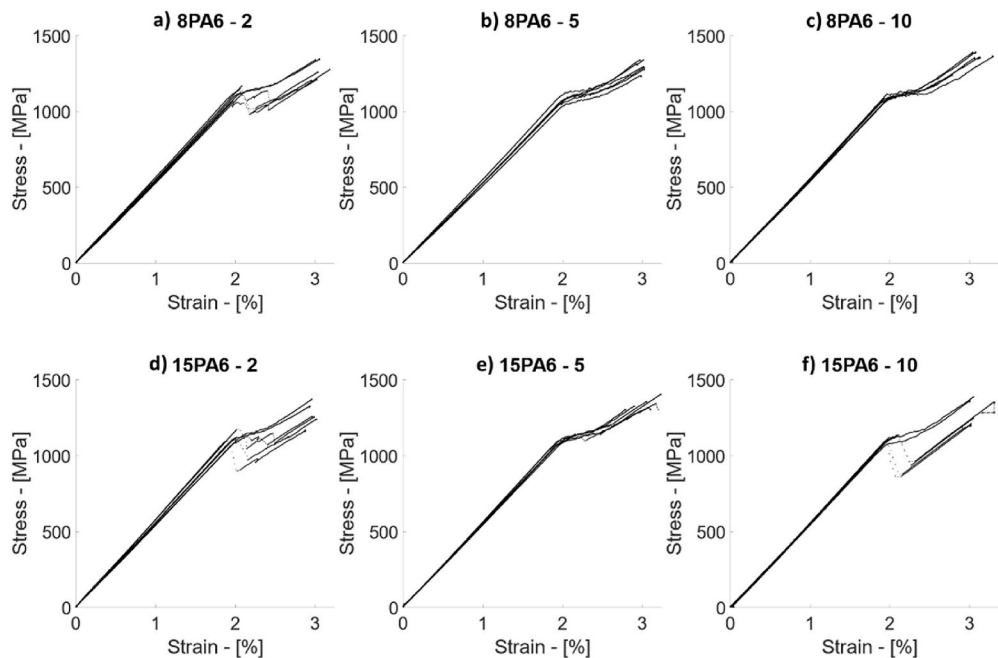 a) 8PA6 - 2
1500
1000
500
0
0 1 2 3
Stress - [MPa]
Strain - [%]
b) 8PA6 - 5
1500
1000
500
0
0 1 2 3
Stress - [MPa]
Strain - [%]
c) 8PA6 - 10
1500
1000
500
0
0 1 2 3
Stress - [MPa]
Strain - [%]
d) 15PA6 - 2
1500
1000
500
0
0 1 2 3
Stress - [MPa]
Strain - [%]
e) 15PA6 - 5
1500
1000
500
0
0 1 2 3
Stress - [MPa]
Strain - [%]
f) 15PA6 - 10
1500
1000
500
0
0 1 2 3
Stress - [MPa]
Strain - [%]